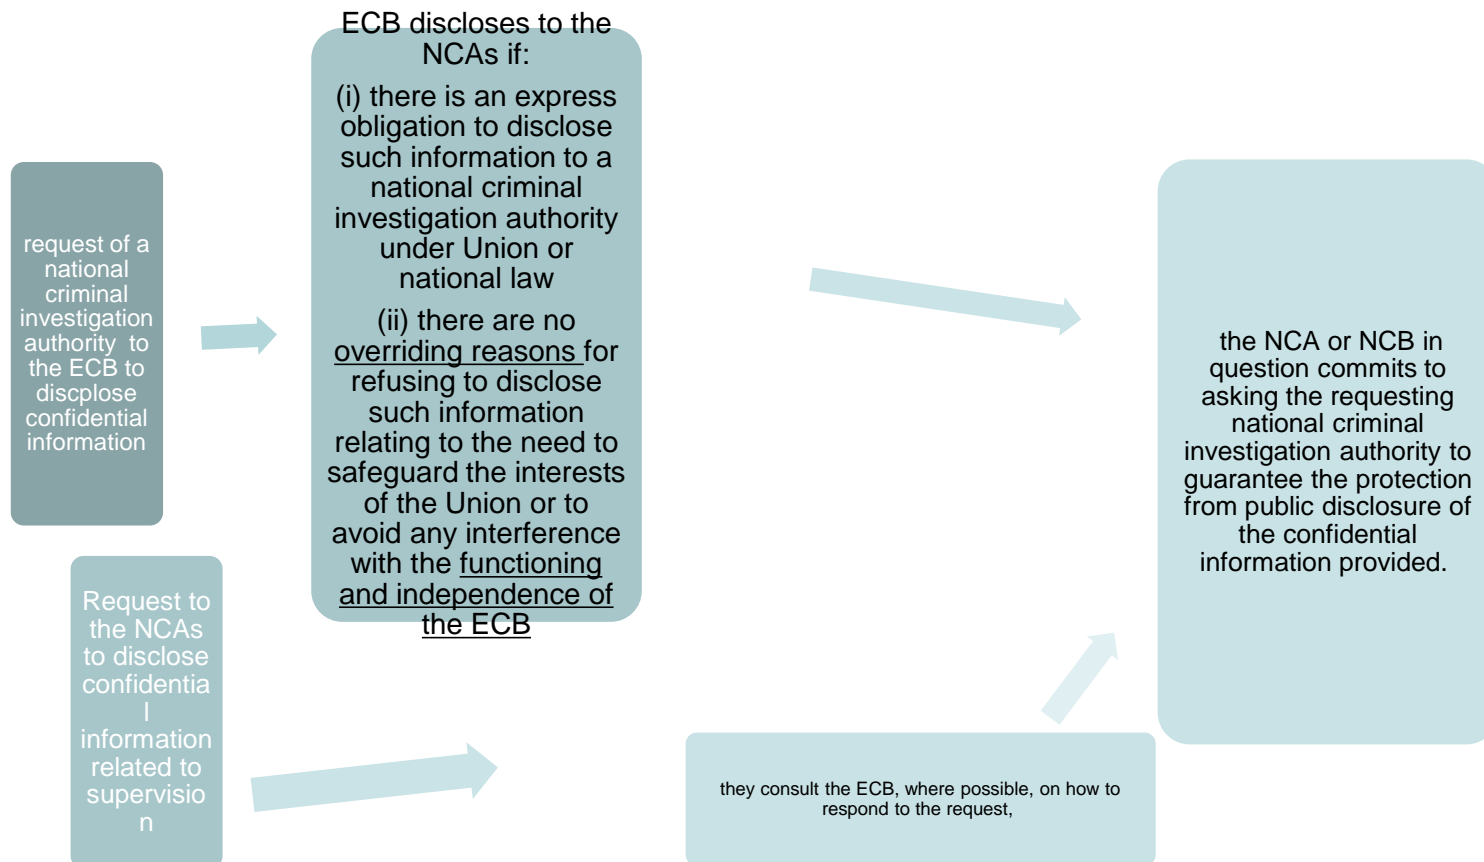 request of a
national
criminal
investigation
authority to
the ECB to
discplose
confidential
information
ECB discloses to the
NCAs if:
(i) there is an express
obligation to disclose
such information to a
national criminal
investigation authority
under Union or
national law
(ii) there are no
overriding reasons for
refusing to disclose
such information
relating to the need to
safeguard the interests
of the Union or to
avoid any interference
with the functioning
and independence of
the ECB
the NCA or NCB in
question commits to
asking the requesting
national criminal
investigation authority to
guarantee the protection
from public disclosure of
the confidential
information provided.
Request to
the NCAs
to disclose
confidentia
l
information
related to
supervisio
n
they consult the ECB, where possible, on how to
respond to the request,